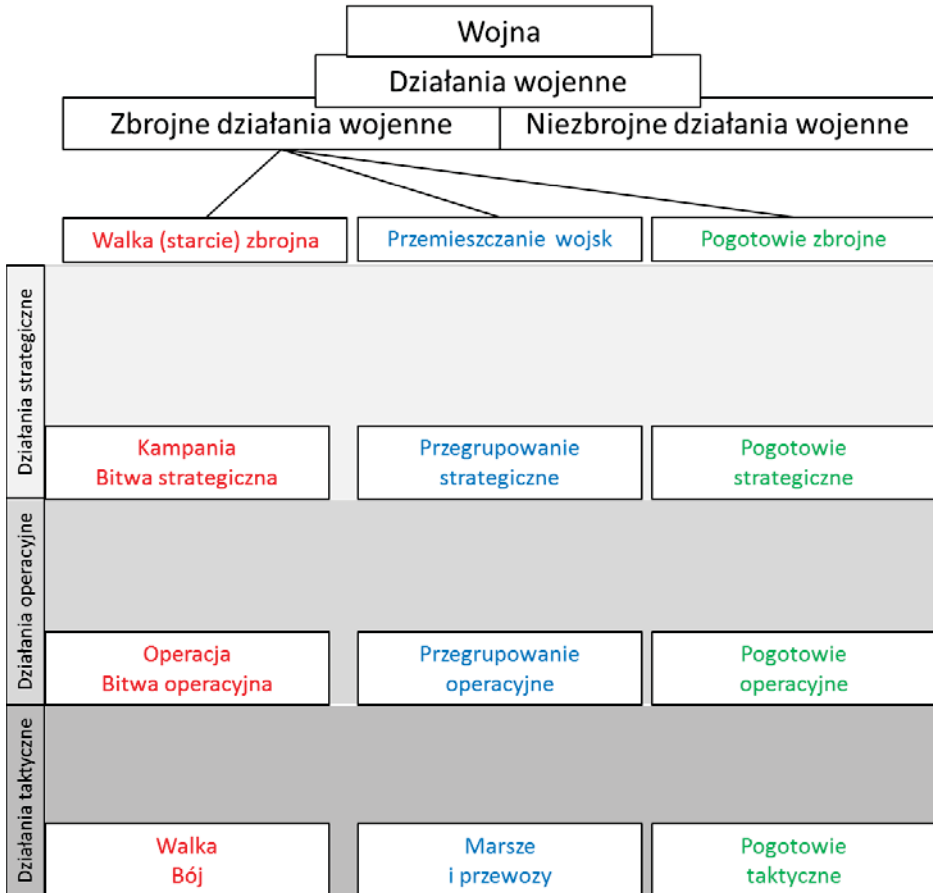 Wojna
Działania wojenne
Zbrojne działania wojenne
Niezbrojne działania wojenne
Walka (starcie) zbrojna
Przemieszczanie wojsk
Pogotowie zbrojne
Działania strategiczne
Kampania
Bitwa strategiczna
Przegrupowanie
strategiczne
Pogotowie
strategiczne
Działania operacyjne
Operacja
Bitwa operacyjna
Przegrupowanie
operacyjne
Pogotowie
operacyjne
Działania taktyczne
Walka
Bój
Marsze
i przewozy
Pogotowie
taktyczne